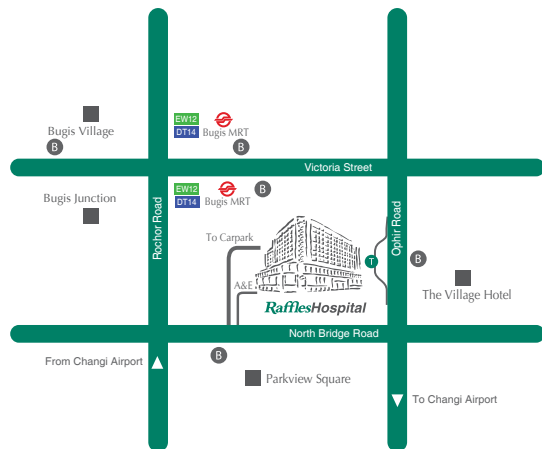 EW12
DT14 Bugis MRT
Bugis Village
B
B
Victoria Street
EW12
DT14 Bugis MRT
B
Bugis Junction
Rochor Road
Ophir Road
To Carpark
T
B
A&E
The Village Hotel
RafflesHospital
North Bridge Road
B
From Changi Airport
Parkview Square
To Changi Airport